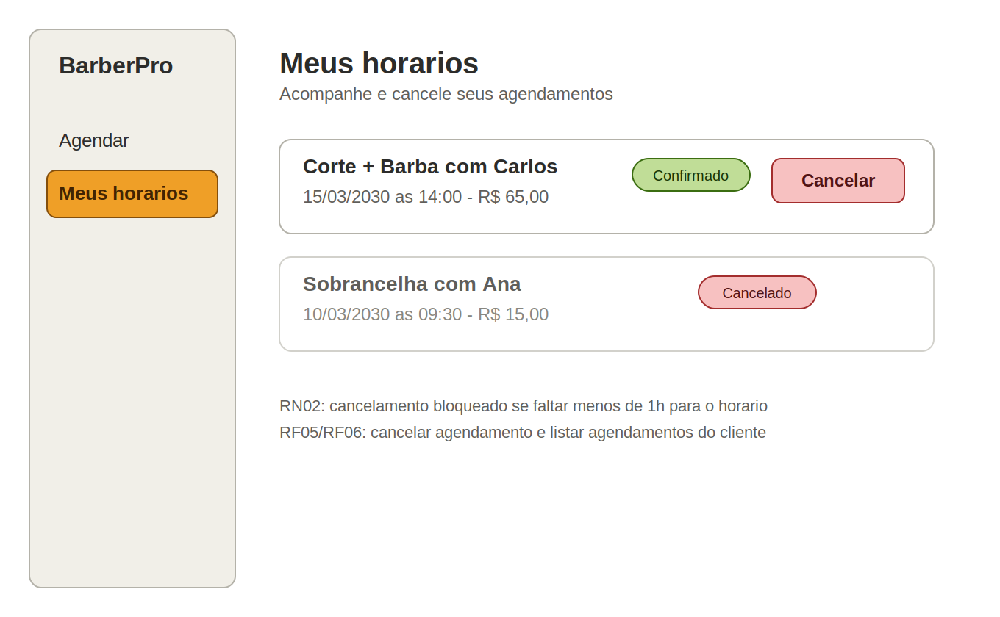 BarberPro
Agendar
Meus horarios
Meus horarios
Acompanhe e cancele seus agendamentos
Corte + Barba com Carlos
15/03/2030 as 14:00 - R$ 65,00
Confirmado
Cancelar
Sobrancelha com Ana
10/03/2030 as 09:30 - R$ 15,00
Cancelado
RN02: cancelamento bloqueado se faltar menos de 1h para o horario
RF05/RF06: cancelar agendamento e listar agendamentos do cliente